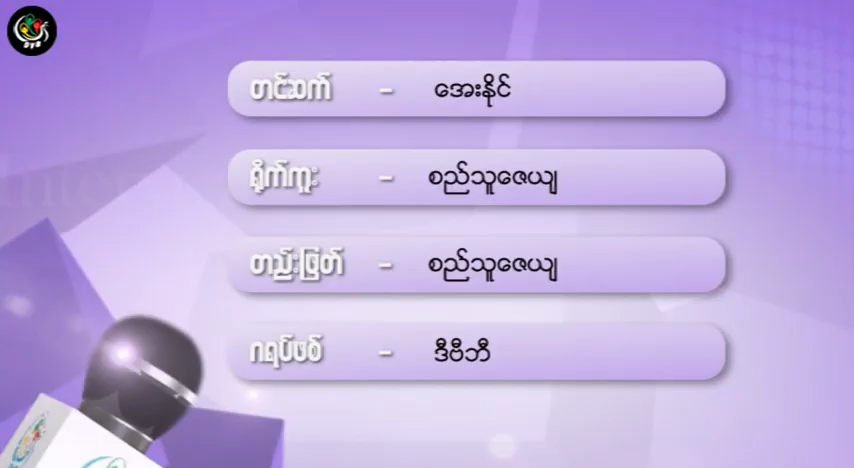 DVB
တင်ဆက် - အေးနိုင်
ရိုက်ကူး - စည်သူဇေယျ
တည်းဖြတ် - စည်သူဇေယျ
ဂရပ်ဖစ် - ဒီဗီဘီ